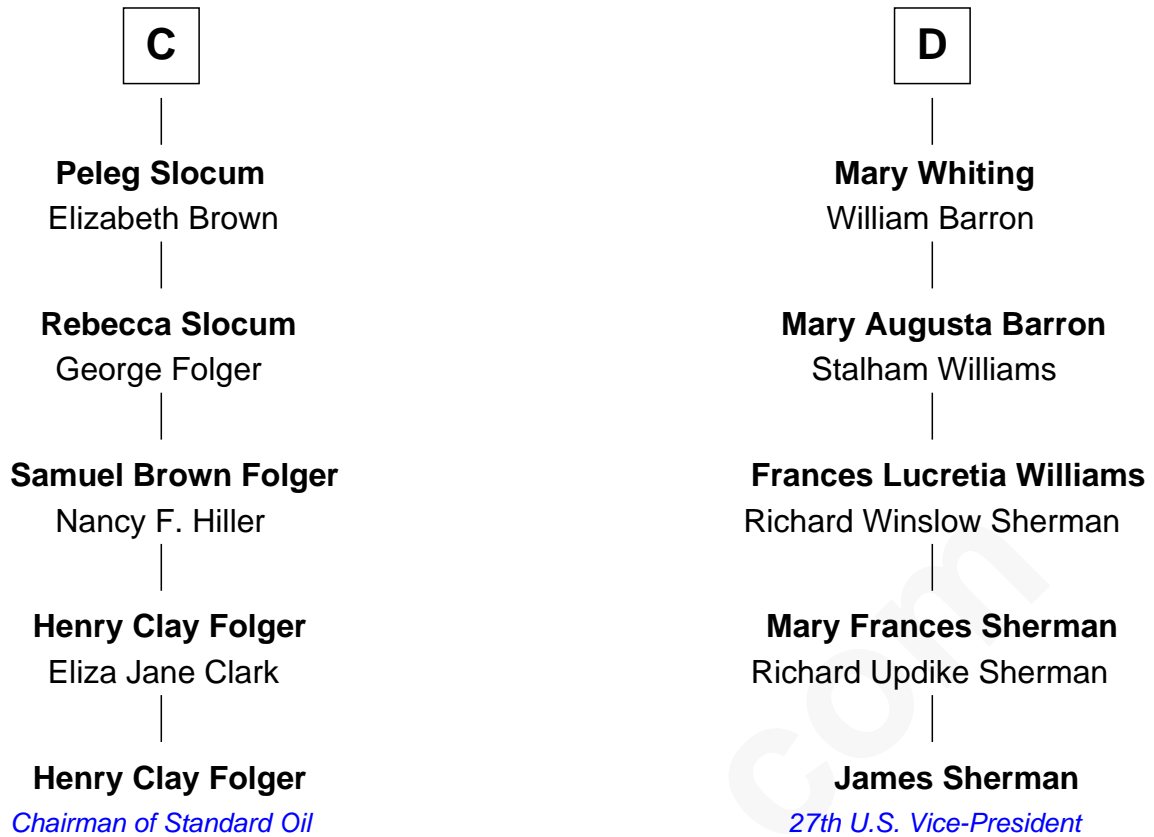 C
Peleg Slocum
Elizabeth Brown
Rebecca Slocum
George Folger
Samuel Brown Folger
Nancy F. Hiller
Henry Clay Folger
Eliza Jane Clark
Henry Clay Folger
Chairman of Standard Oil
D
Mary Whiting
William Barron
Mary Augusta Barron
Stalham Williams
Frances Lucretia Williams
Richard Winslow Sherman
Mary Frances Sherman
Richard Updike Sherman
James Sherman
27th U.S. Vice-President
com